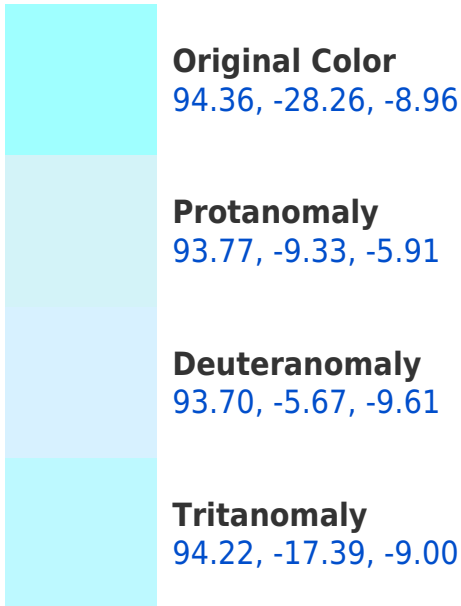 Original Color
94.36, -28.26, -8.96
Protanomaly
93.77, -9.33, -5.91
Deuteranomaly
93.70, -5.67, -9.61
Tritanomaly
94.22, -17.39, -9.00